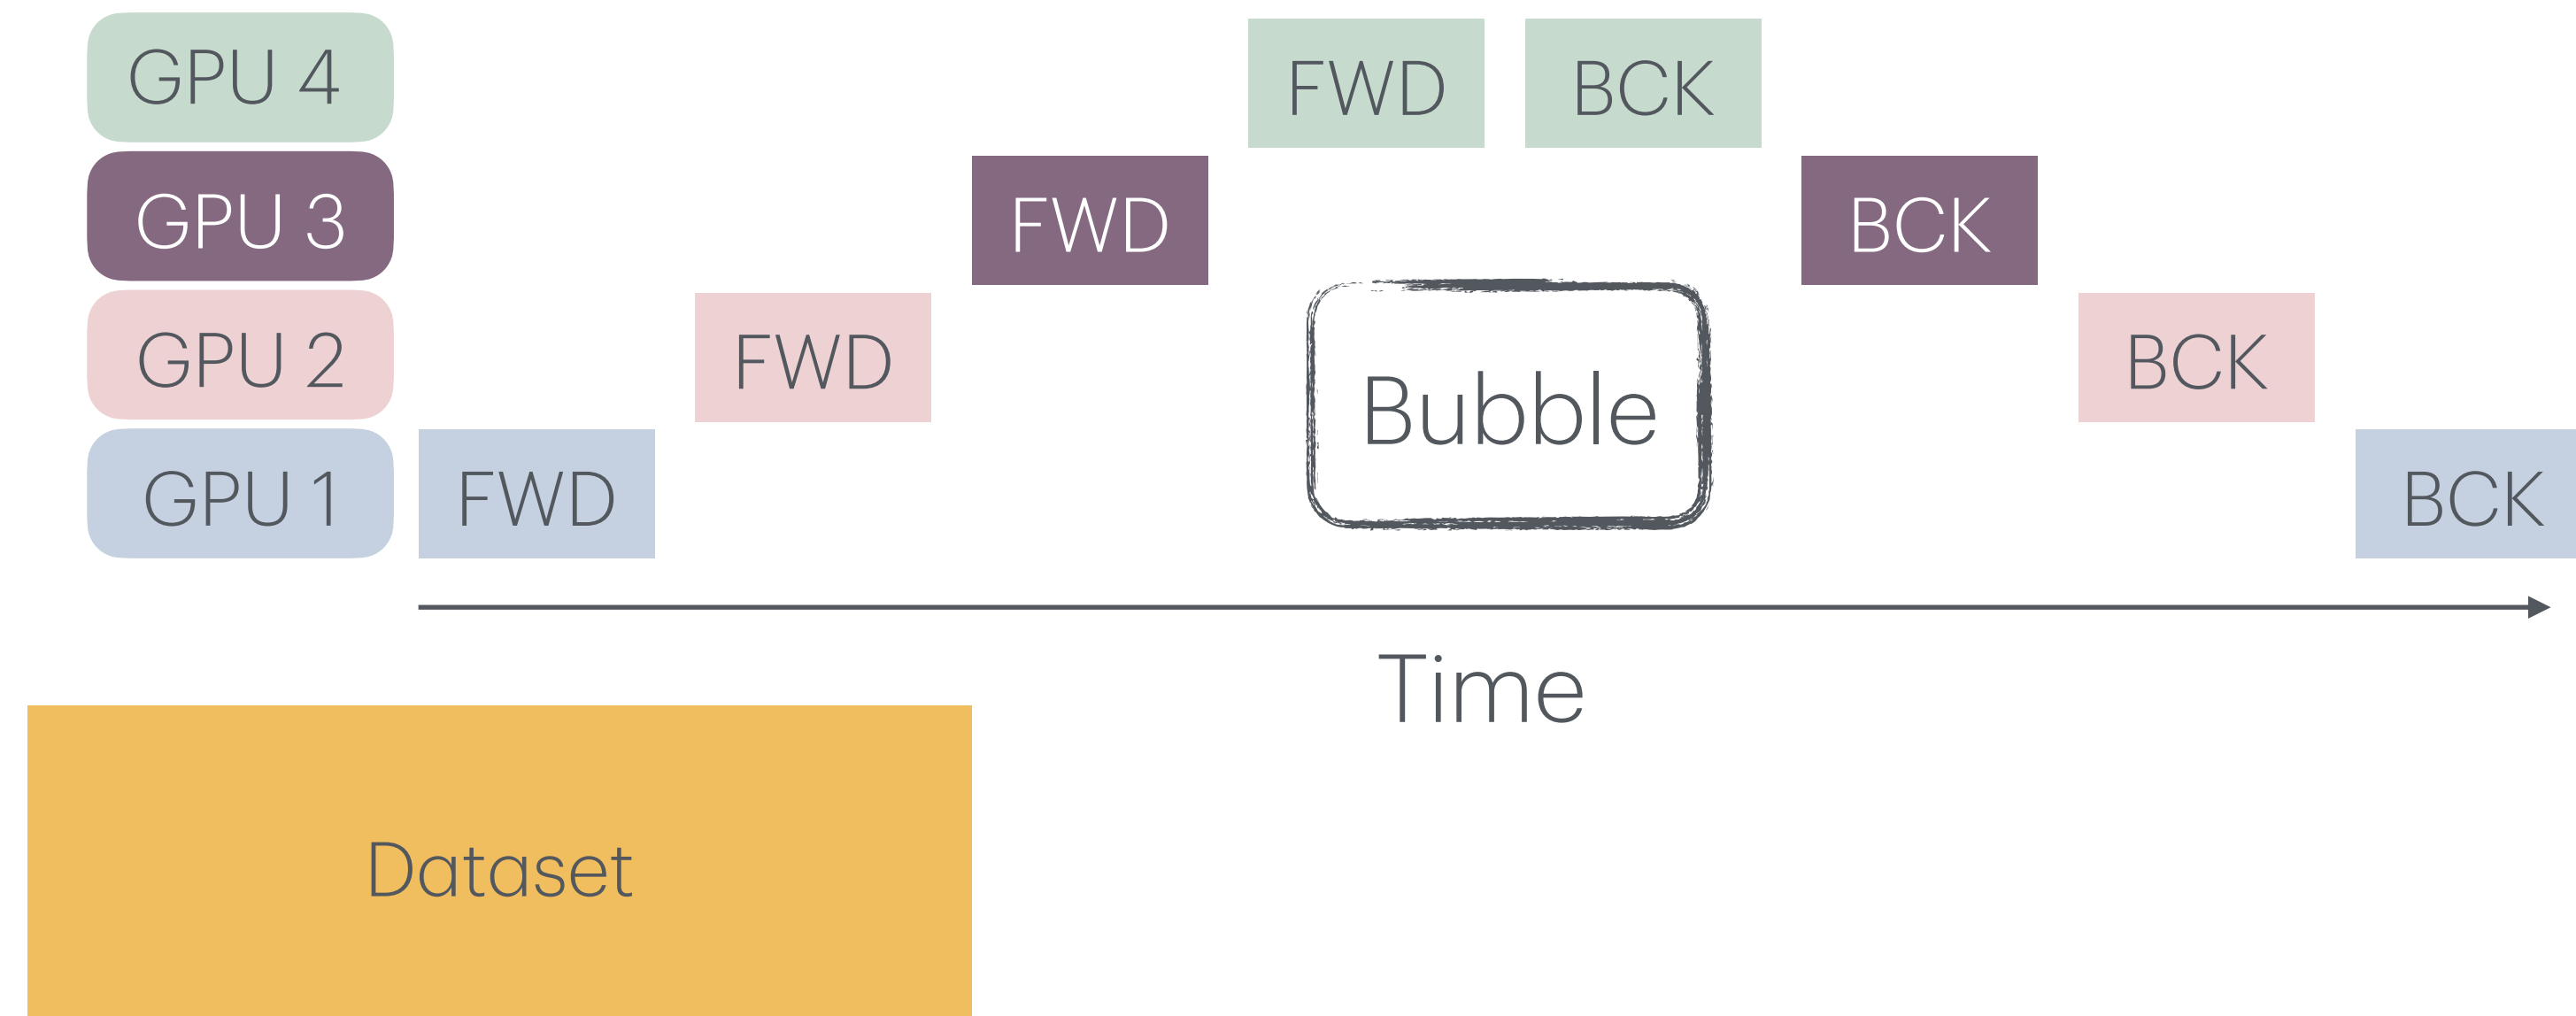 GPU 4
FWD
BCK
GPU 3
FWD
BCK
GPU 2
FWD
BCK
Bubble
GPU 1
FWD
BCK
Time
Dataset